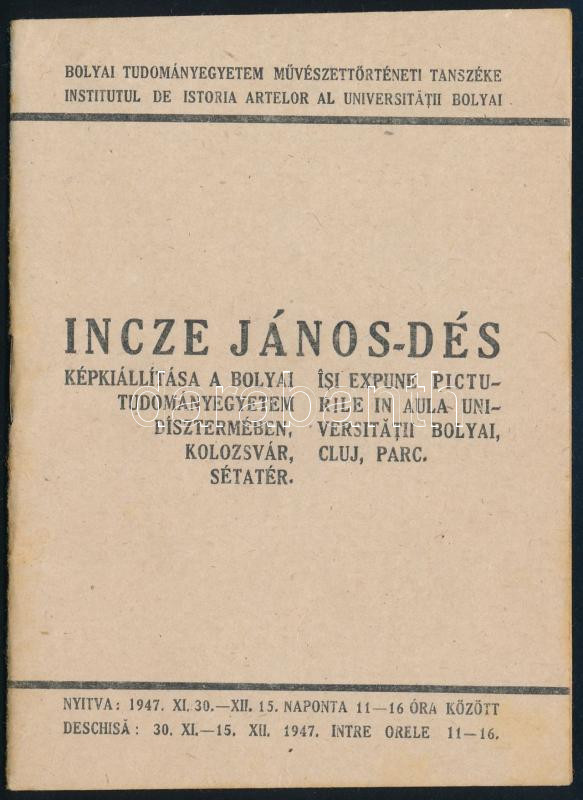 BOLYAI TUDOMÁNYEGYETEM MŰVÉSZETTÖRTÉNETI TANSZÉKE
INSTITUTUL DE ISTORIA ARTELOR AL UNIVERSITĂȚII BOLYAI
INCZE JÁNOS-DÉS
KÉPKIÁLLÍTÁSA A BOLYAI
TUDOMÁNYEGYETEM
DÍSZTERMÉBEN,
KOLOZSVÁR,
SÉTATÉR.
ÎȘI EXPUNE PICTU-
RILE IN AULA UNI-
VERSITĂȚII BOLYAI,
CLUJ, PARC.
darabanth
NYITVA: 1947. XI. 30.—XII. 15. NAPONTA 11—16 ÓRA KÖZÖTT
DESCHISĂ: 30. XI.—15. XII. 1947. INTRE ORELE 11—16.